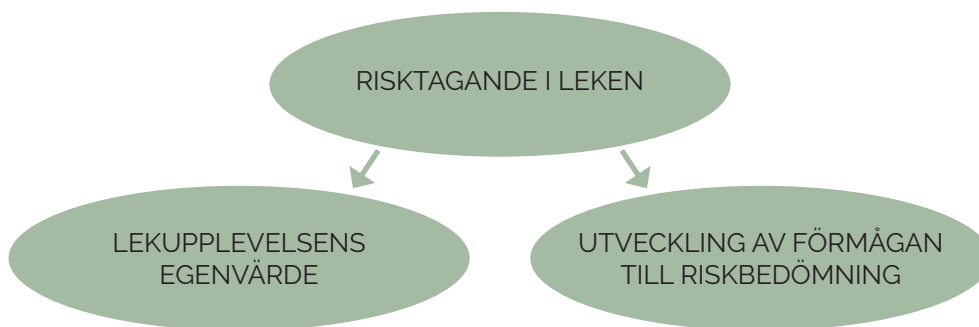 RISKTAGANDE I LEKEN
LEKUPPLEVELSENS
EGENVÄRDE
UTVECKLING AV FÖRMÅGAN
TILL RISKBEDÖMNING